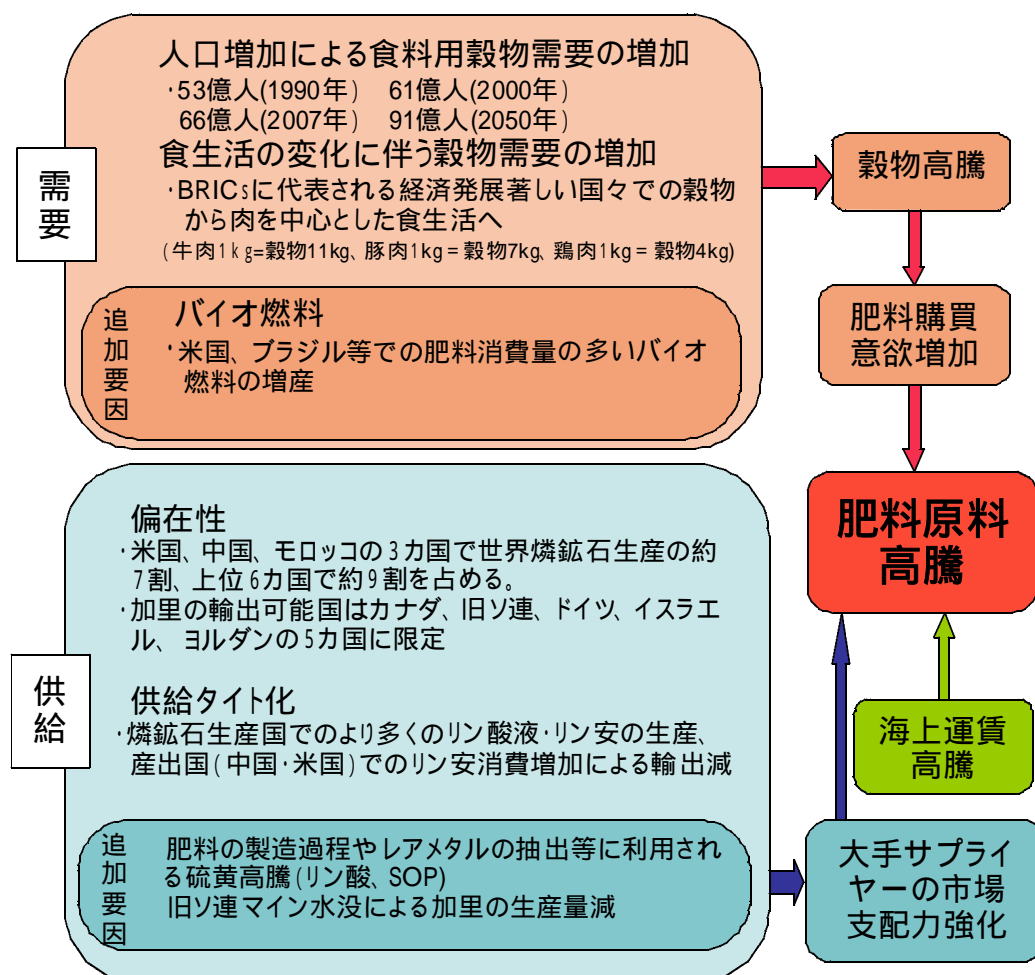 人口増加による食料用穀物需要の増加
・53億人(1990年) 61億人(2000年)
66億人(2007年) 91億人(2050年)
食生活の変化に伴う穀物需要の増加
・BRICsに代表される経済発展著しい国々での穀物
から肉を中心とした食生活へ
(牛肉1kg=穀物11kg、豚肉1kg=穀物7kg、鶏肉1kg=穀物4kg)
需要
追加要因
バイオ燃料
・米国、ブラジル等での肥料消費量の多いバイオ
燃料の増産
穀物高騰
肥料購買
意欲増加
肥料原料
高騰
偏在性
・米国、中国、モロッコの3カ国で世界燐鉱石生産の約
7割、上位6カ国で約9割を占める。
・加里の輸出可能国はカナダ、旧ソ連、ドイツ、イスラエ
ル、ヨルダンの5カ国に限定
供給
供給タイト化
・燐鉱石生産国でのより多くのリン酸液・リン安の生産、
産出国(中国・米国)でのリン安消費増加による輸出減
追加要因
肥料の製造過程やレアメタルの抽出等に利用され
る硫黄高騰(リン酸、SOP)
旧ソ連マイン水没による加里の生産量減
海上運賃
高騰
大手サプライ
ヤーの市場
支配力強化